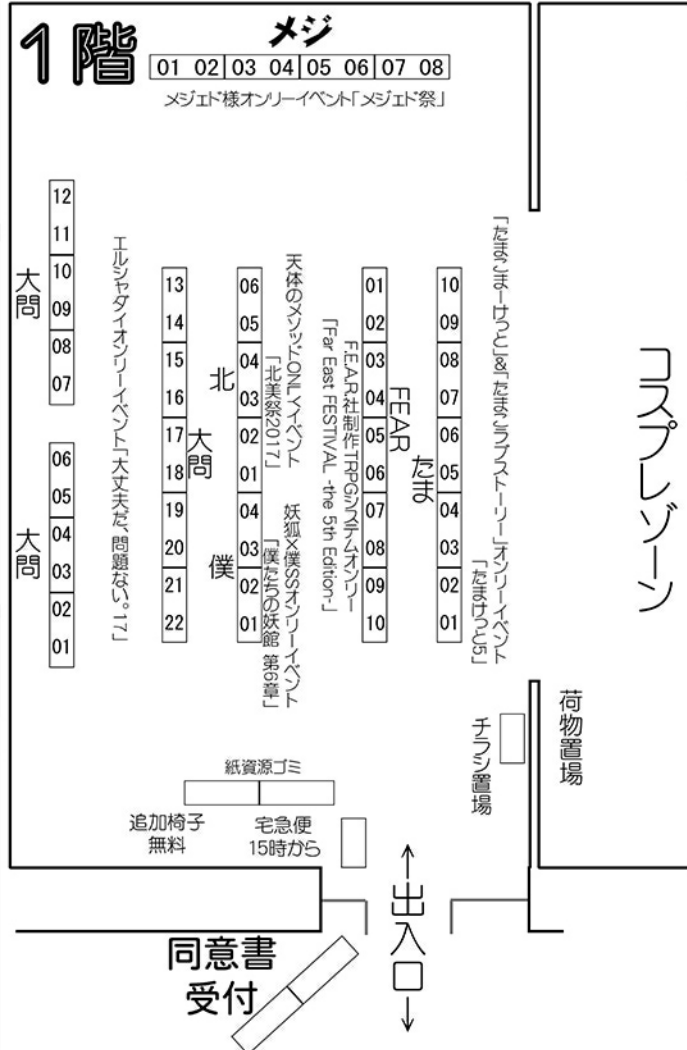 1階
メジ
01 02 03 04 05 06 07 08
メジェド様オンリーイベント「メジェド祭」
12
11
10
09
08
07
大問
06
05
04
03
02
01
大問
エルシャダイオンリーイベント「大丈夫だ、問題ない。17」
13
14
15
16
17
18
19
20
21
22
大問
北
06
05
04
03
02
01
天体のメソッドONLYイベント
「北美祭2017」
僕
04
03
02
01
妖狐×僕SSオンリーイベント
「僕たちの妖館 第6章」
F.E.A.R.社制作TRPGシステムオンリー
「Far East FESTIVAL -the 5th Edition-」
01
02
03
04
05
06
07
08
09
10
FEAR
たま
10
09
08
07
06
05
04
03
02
01
「たまこまーけっと」&「たまこラブストーリー」オンリーイベント
「たまけっと5」
コスプレゾーン
荷物置場
チラシ置場
紙資源ゴミ
追加椅子
無料
宅急便
15時から
←出入口→
同意書
受付